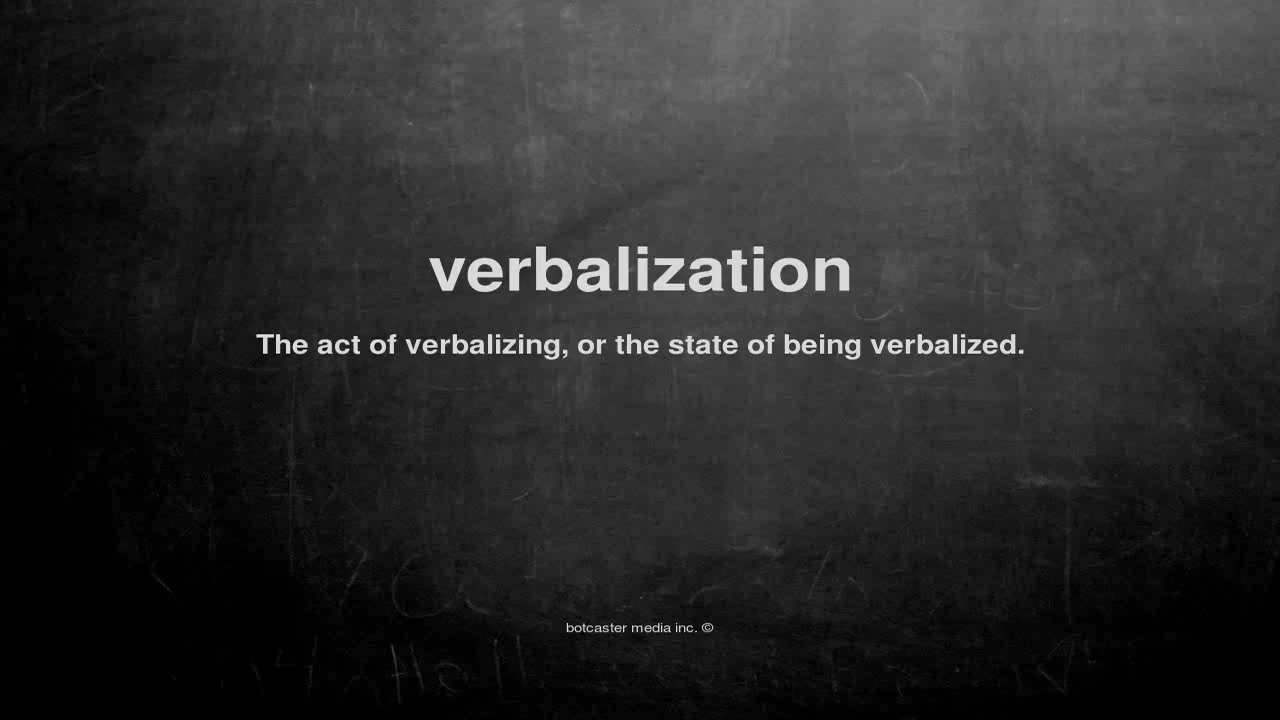 verbalization
The act of verbalizing, or the state of being verbalized.
botcaster media inc. ©